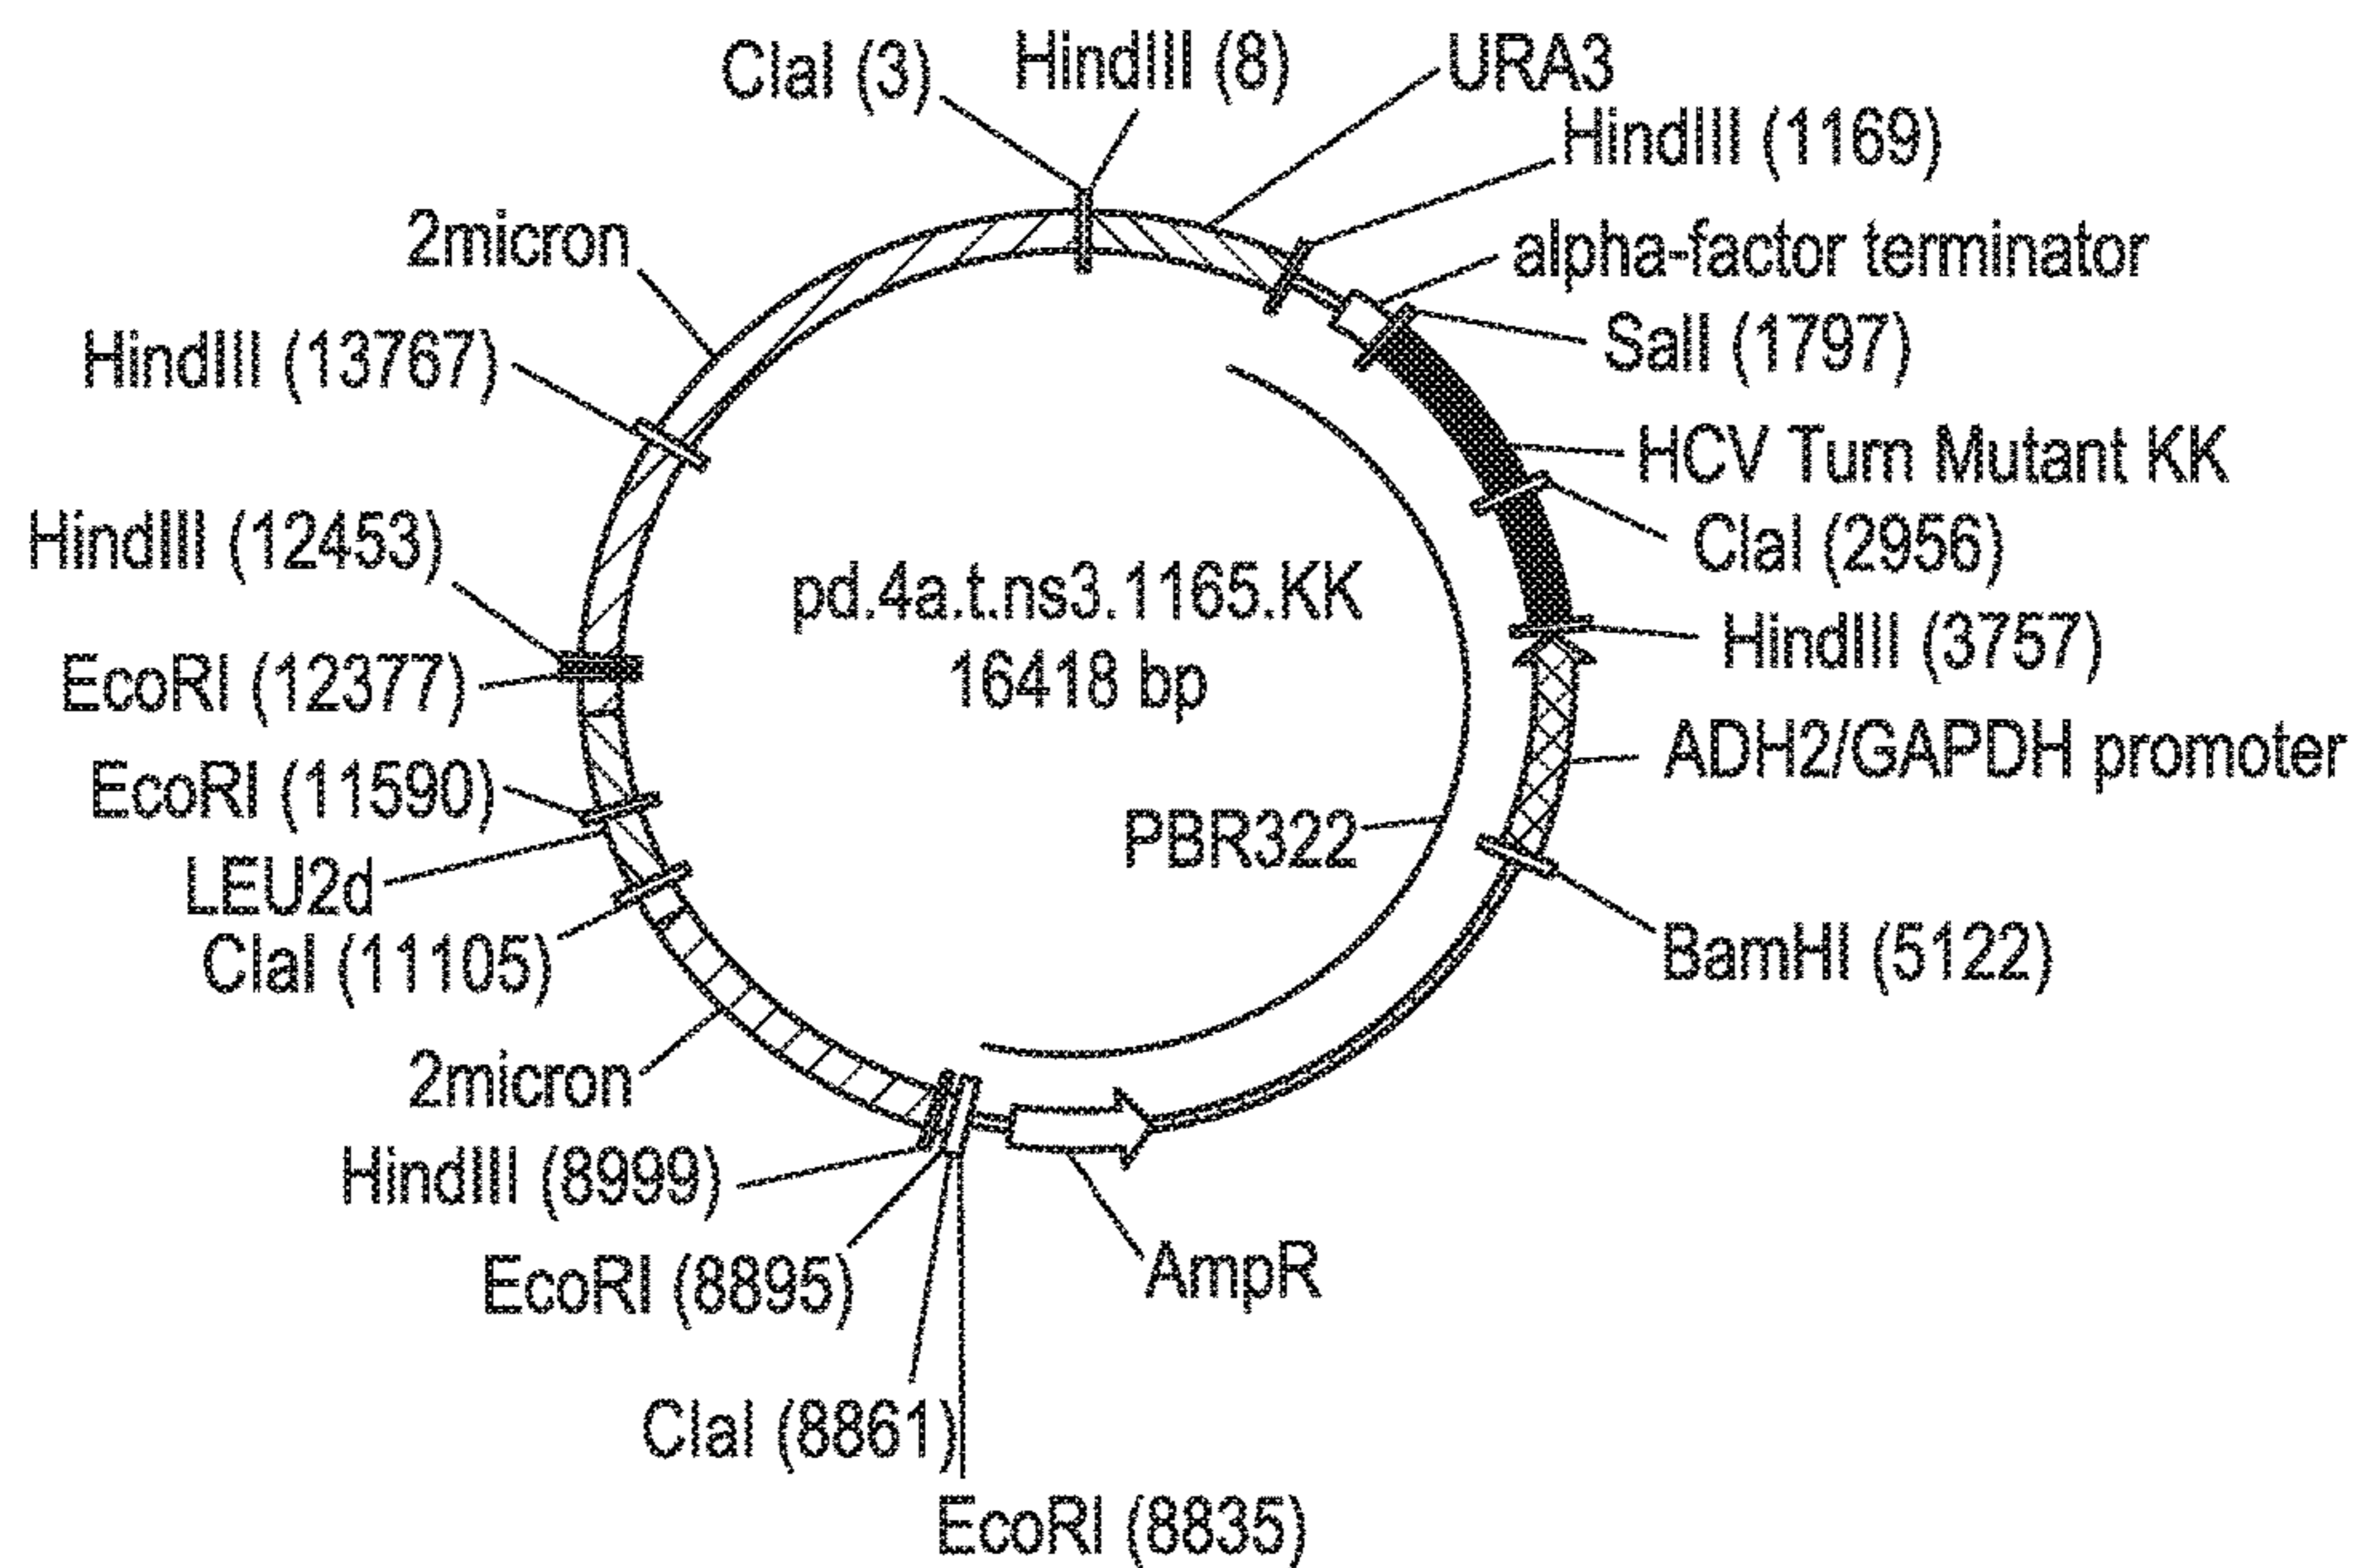 ClaI (3)
HindIII (8)
URA3
HindIII (1169)
alpha-factor terminator
SalI (1797)
HCV Turn Mutant KK
ClaI (2956)
HindIII (3757)
ADH2/GAPDH promoter
BamHI (5122)
AmpR
EcoRI (8835)
ClaI (8861)
EcoRI (8895)
HindIII (8999)
2micron
ClaI (11105)
LEU2d
EcoRI (11590)
EcoRI (12377)
HindIII (12453)
HindIII (13767)
2micron
pd.4a.t.ns3.1165.KK
16418 bp
PBR322